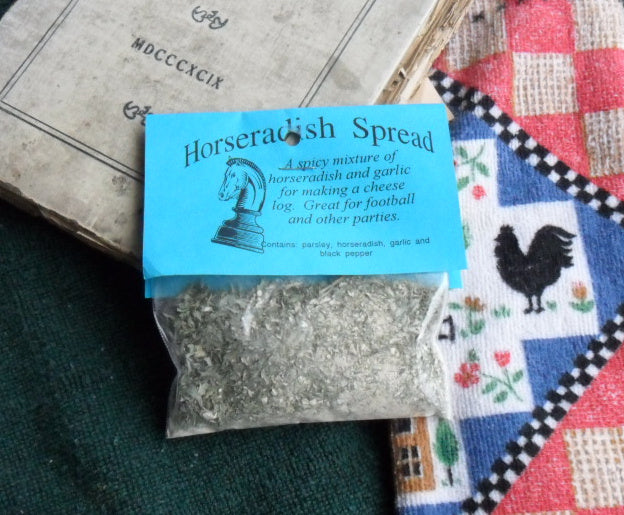 MDCCCXCIX
Horseradish Spread
A spicy mixture of
horseradish and garlic
for making a cheese
log. Great for football
and other parties.
Contains: parsley, horseradish, garlic and
black pepper